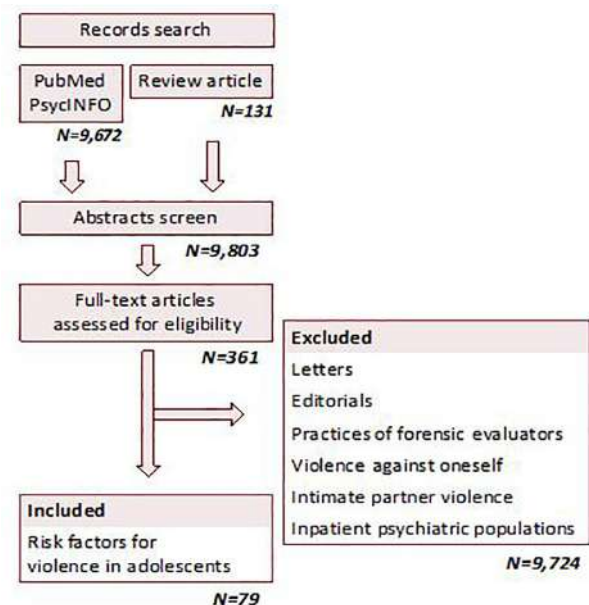 Records search
PubMed
PsycINFO
N=9,672
Review article
N=131
Abstracts screen
N=9,803
Full-text articles
assessed for eligibility
N=361
Excluded
Letters
Editorials
Practices of forensic evaluators
Violence against oneself
Intimate partner violence
Inpatient psychiatric populations
N=9,724
Included
Risk factors for
violence in adolescents
N=79